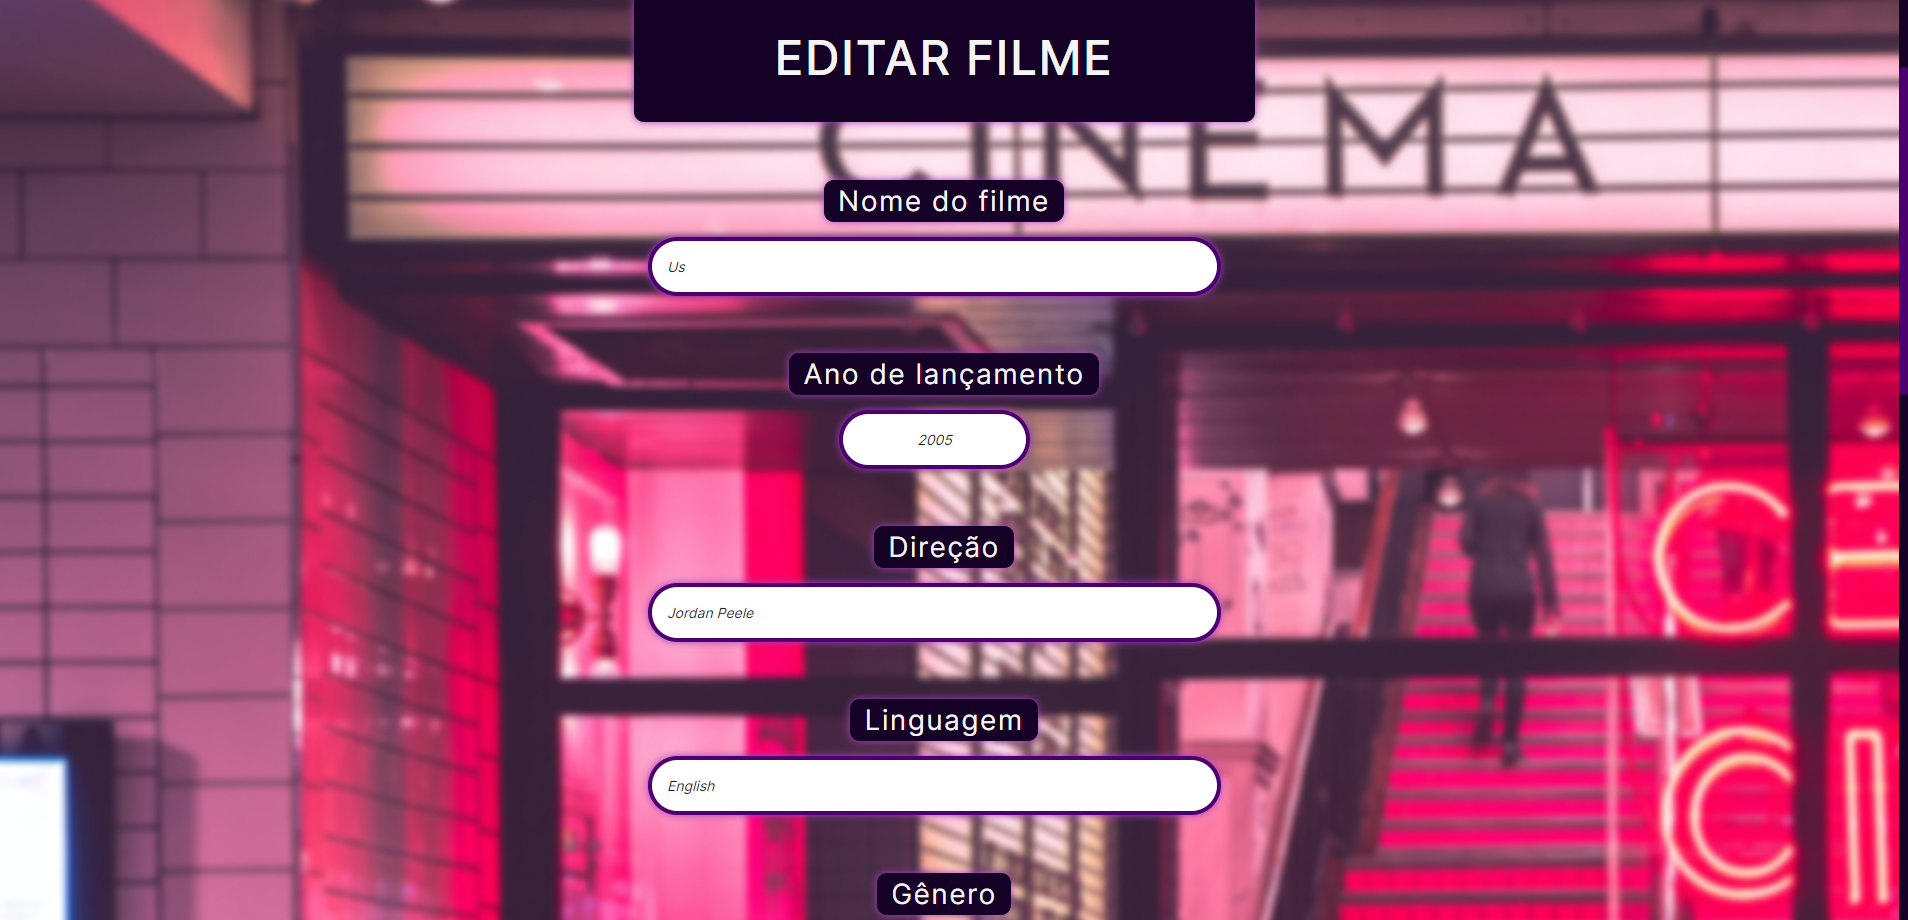 EDITAR FILME
CINEMA
Nome do filme
Us
Ano de lançamento
2005
Direção
Jordan Peele
Linguagem
English
Gênero